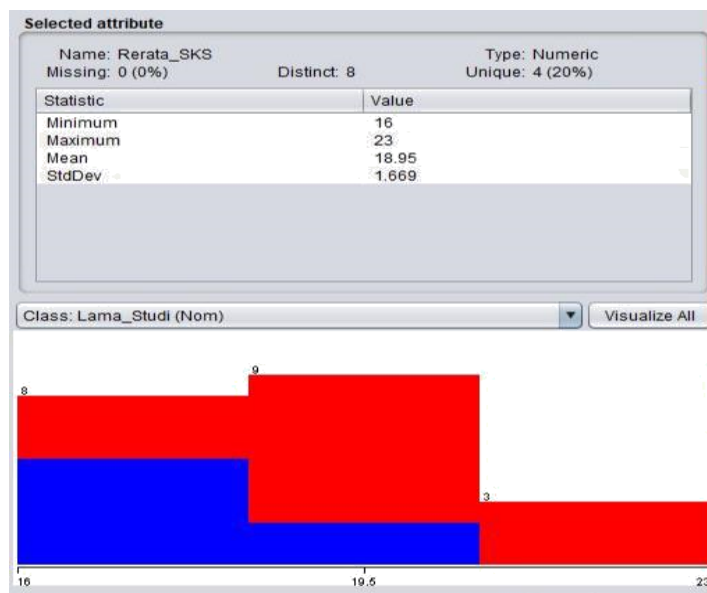 Selected attribute
Name: Rerata_SKS Type: Numeric
Missing: 0 (0%) Distinct: 8 Unique: 4 (20%)
Statistic Value
Minimum 16
Maximum 23
Mean 18.95
StdDev 1.669
Class: Lama_Studi (Nom) Visualize All
9
8
3
16 19.5 23